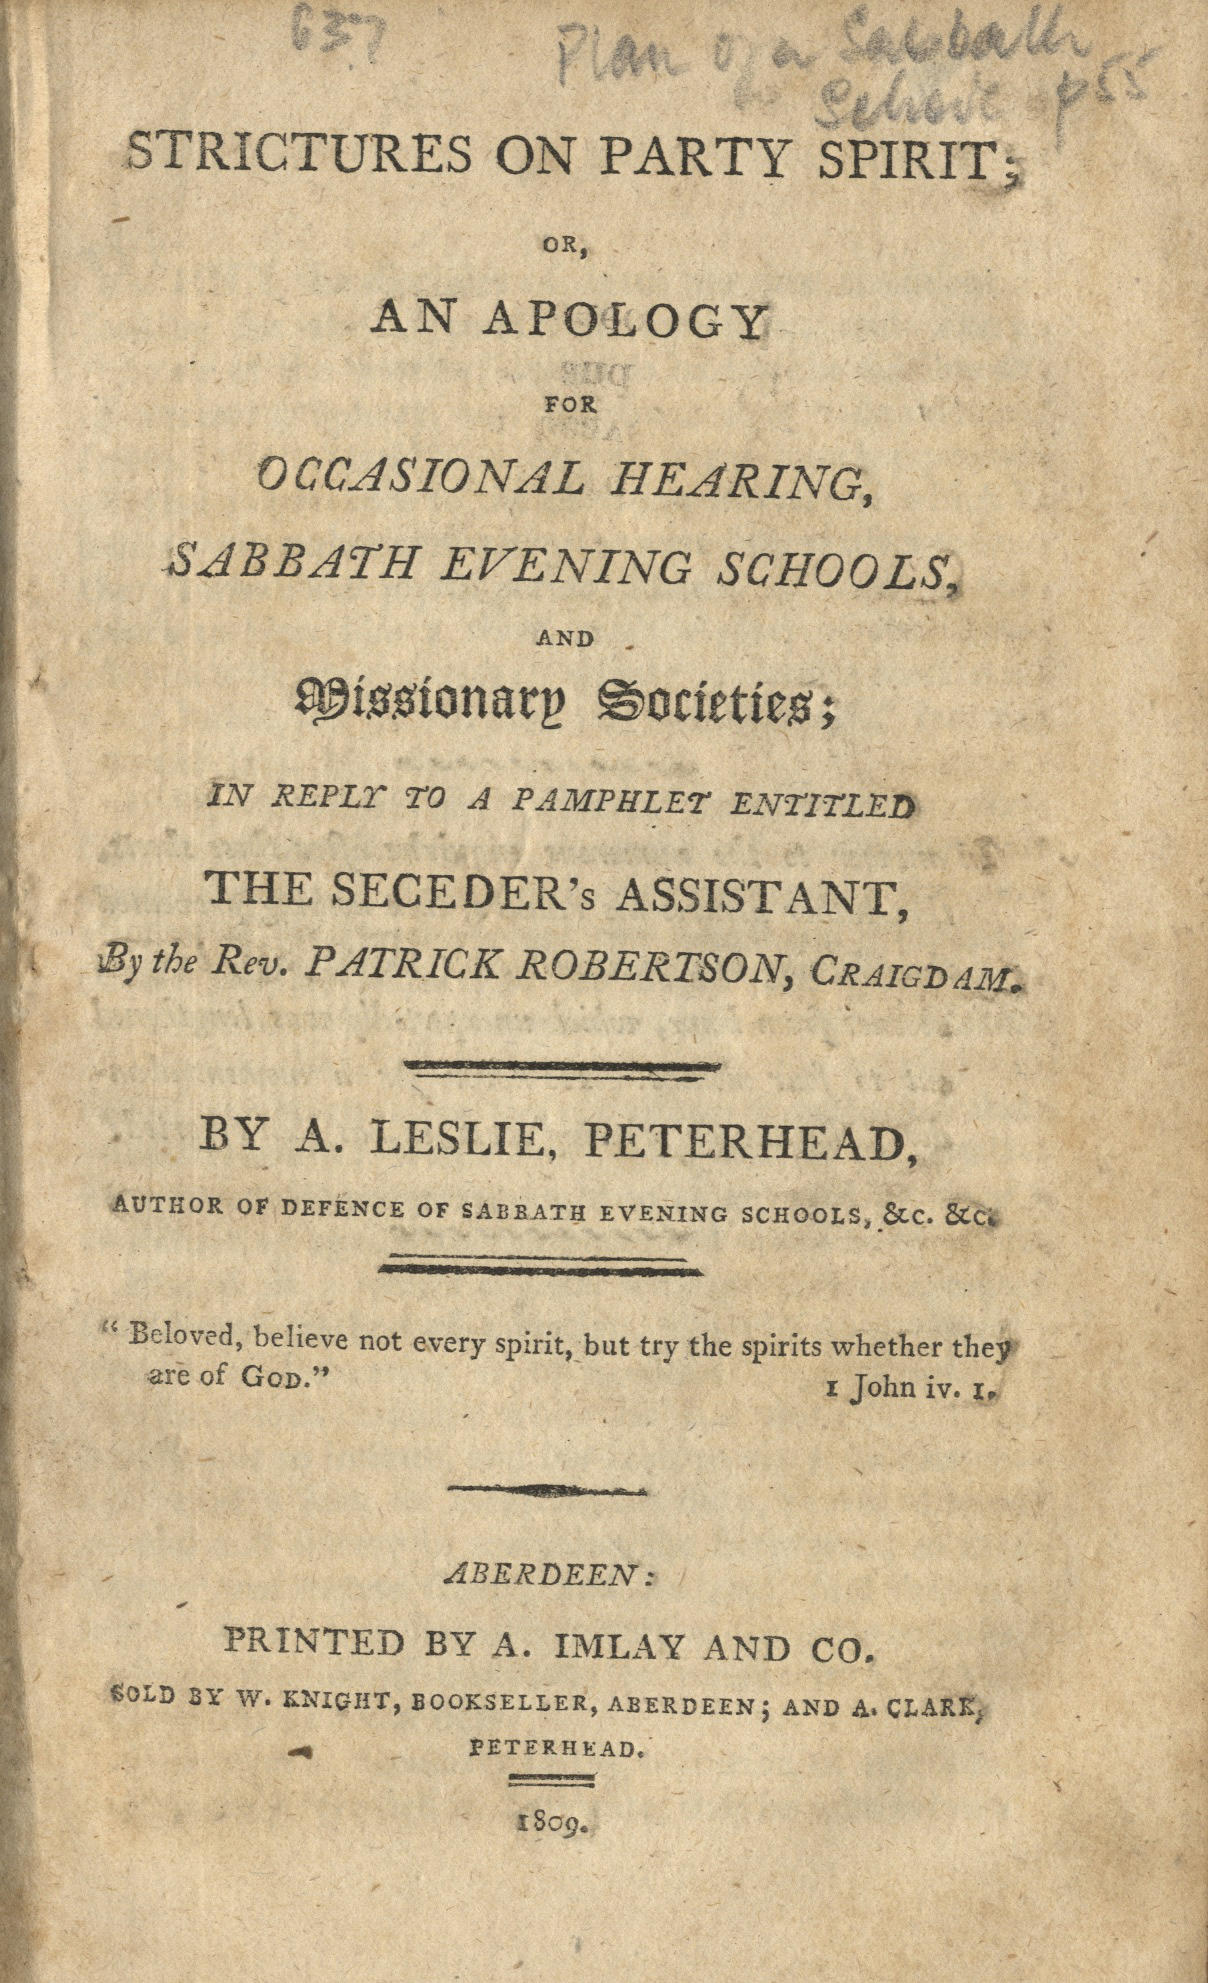 637
Plan of a Sabbath
School p55
STRICTURES ON PARTY SPIRIT;
OR,
AN APOLOGY
FOR
OCCASIONAL HEARING,
SABBATH EVENING SCHOOLS,
AND
Missionary Societies;
IN REPLY TO A PAMPHLET ENTITLED
THE SECEDER's ASSISTANT,
By the Rev. PATRICK ROBERTSON, CRAIGDAM.
BY A. LESLIE, PETERHEAD,
AUTHOR OF DEFENCE OF SABBATH EVENING SCHOOLS, &c. &c.
“ Beloved, believe not every spirit, but try the spirits whether they
are of GOD.”
1 John iv. 1.
ABERDEEN:
PRINTED BY A. IMLAY AND CO.
SOLD BY W. KNIGHT, BOOKSELLER, ABERDEEN; AND A. CLARK,
PETERHEAD.
1809.